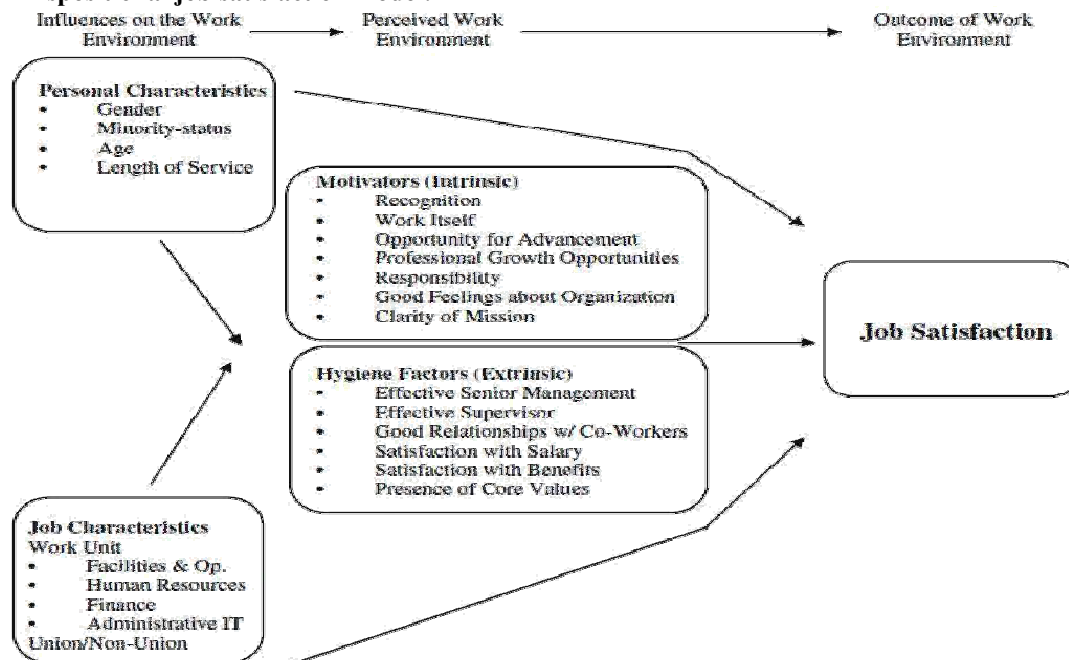 Influences on the Work
Environment
Perceived Work
Environment
Outcome of Work
Environment
Personal Characteristics
• Gender
• Minority-status
• Age
• Length of Service
Motivators (Intrinsic)
• Recognition
• Work Itself
• Opportunity for Advancement
• Professional Growth Opportunities
• Responsibility
• Good Feelings about Organization
• Clarity of Mission
Job Satisfaction
Hygiene Factors (Extrinsic)
• Effective Senior Management
• Effective Supervisor
• Good Relationships w/ Co-Workers
• Satisfaction with Salary
• Satisfaction with Benefits
• Presence of Core Values
Job Characteristics
Work Unit
• Facilities & Op.
• Human Resources
• Finance
• Administrative IT
Union/Non-Union